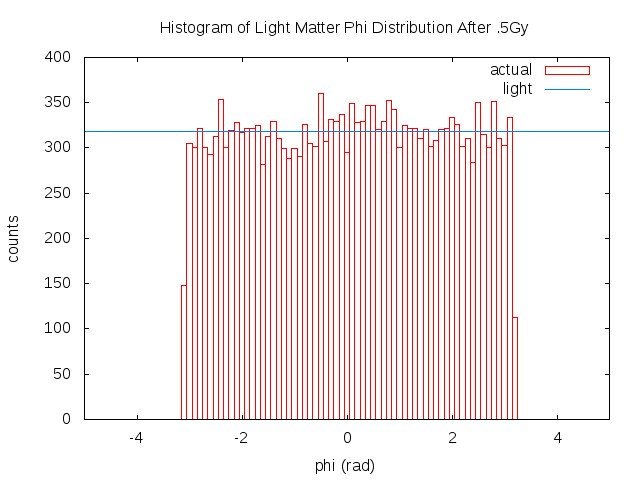 Histogram of Light Matter Phi Distribution After .5Gy
400
350
300
250
200
150
100
50
0
counts
actual
light
-4 -2 0 2 4
phi (rad)